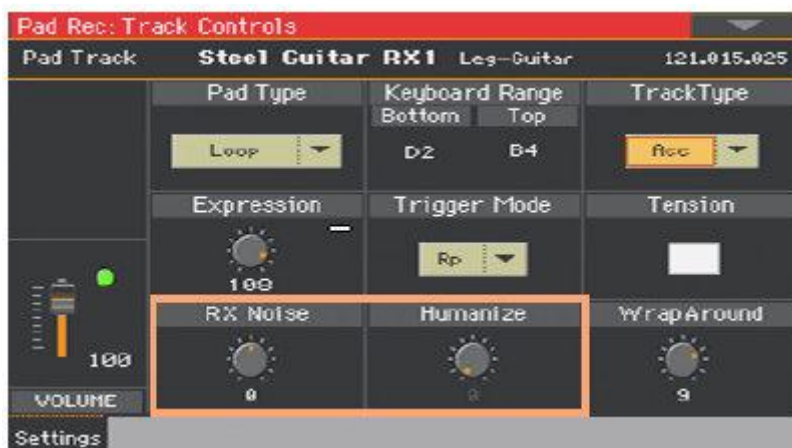 Pad Rec: Track Controls
Pad Track Steel Guitar RX1 Leg-Guitar 121.015.025
Pad Type Keyboard Range TrackType
Bottom Top
Loop D2 B4 Acc
Expression Trigger Mode Tension
Rp
100
RX Noise Humanize WrapAround
100
0 0 9
VOLUME
Settings